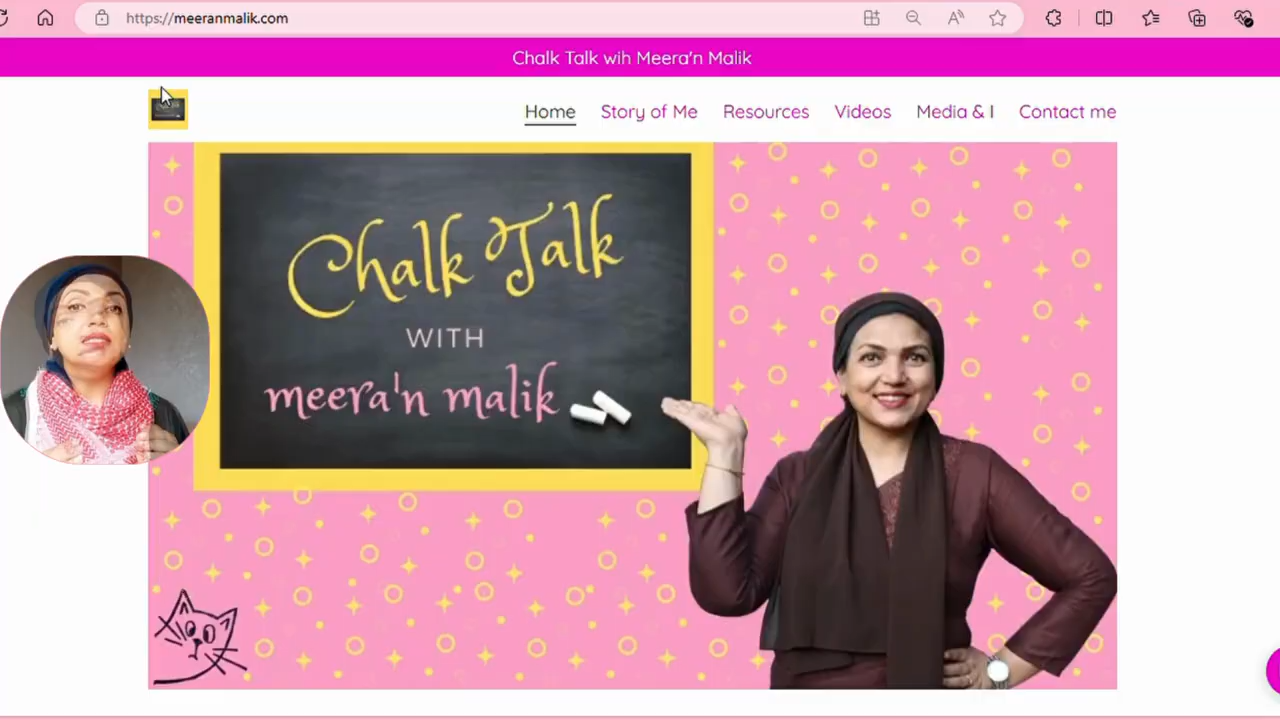 https://meeranmalik.com
Chalk Talk wih Meera'n Malik
Home Story of Me Resources Videos Media & I Contact me
Chalk Talk
WITH
meera'n malik